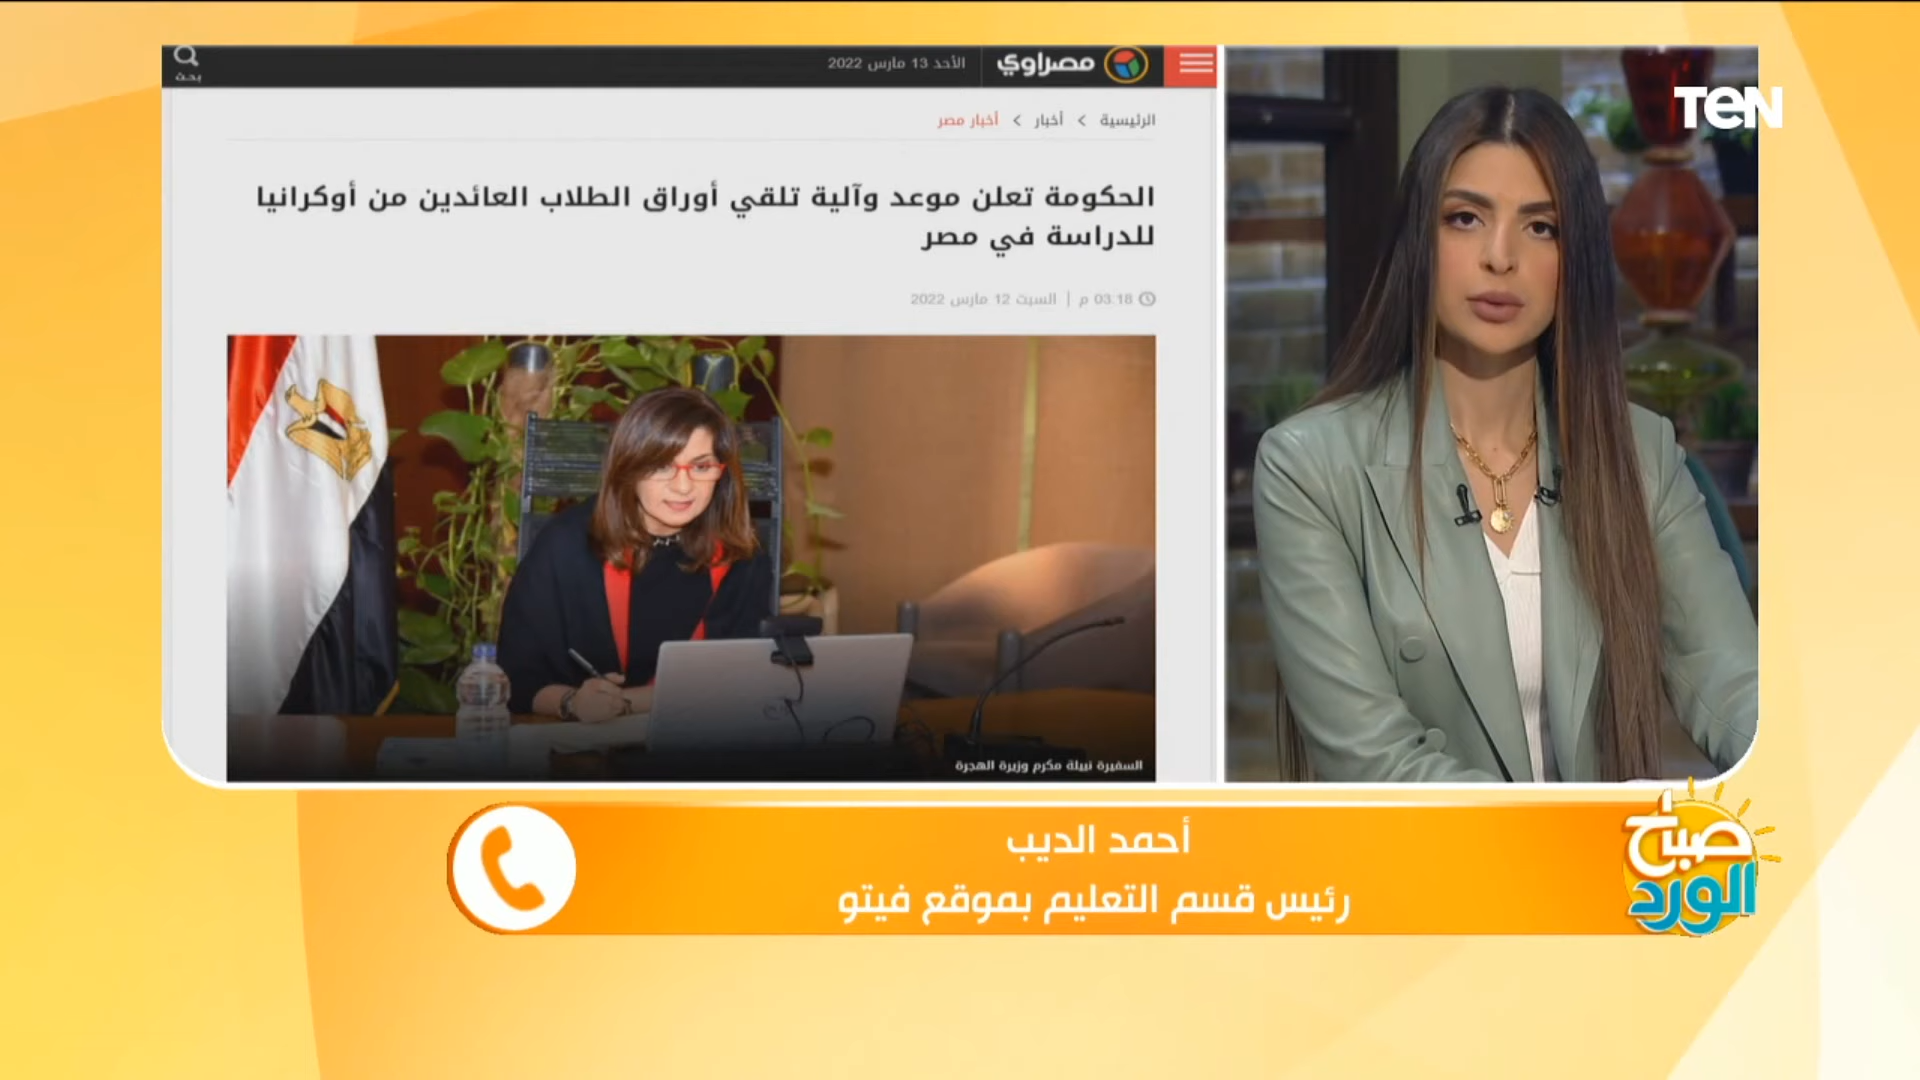 TeN
بحث
الأحد 13 مارس 2022
مصراوي
الرئيسية > أخبار > أخبار مصر
الحكومة تعلن موعد وآلية تلقي أوراق الطلاب العائدين من أوكرانيا
للدراسة في مصر
03:18 م | السبت 12 مارس 2022
السفيرة نبيلة مكرم وزيرة الهجرة
أحمد الديب
رئيس قسم التعليم بموقع فيتو
صباح
الورد